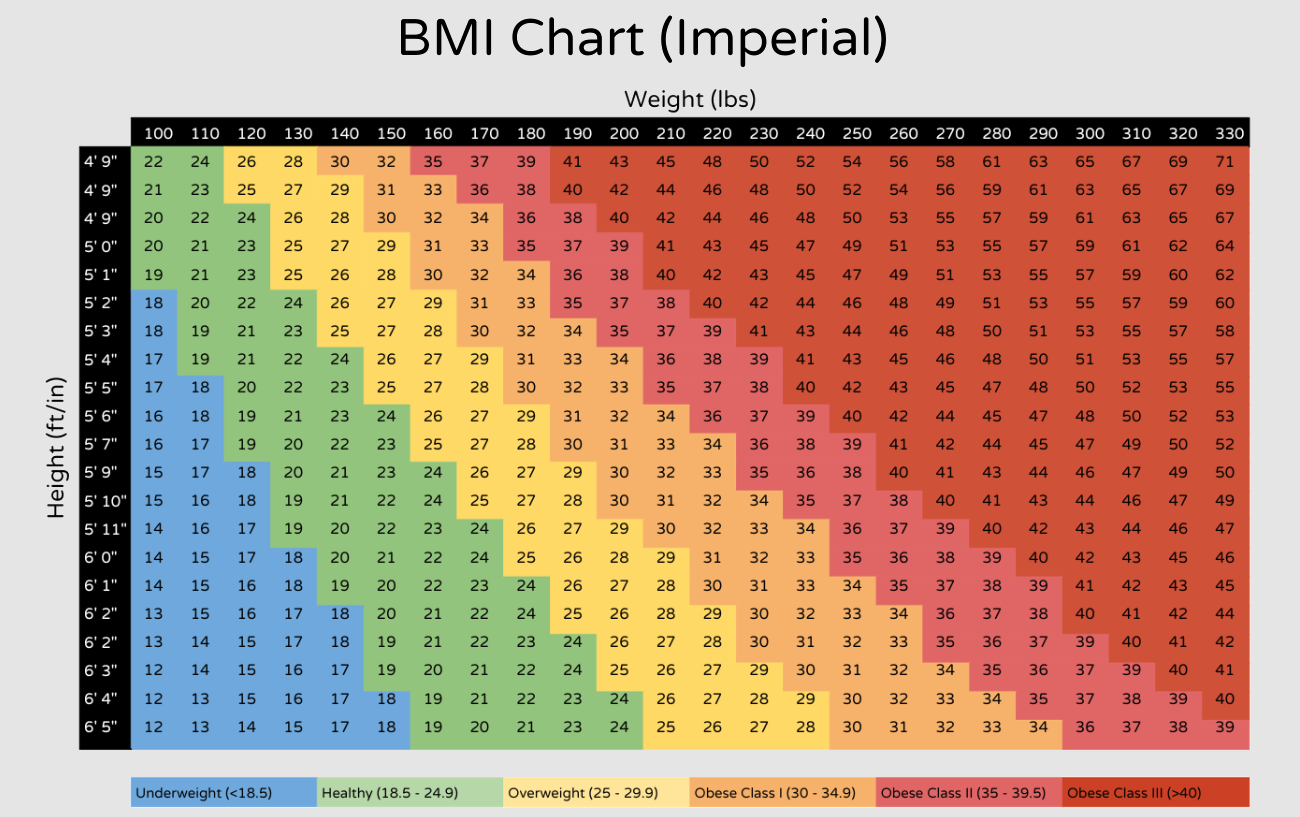 BMI Chart (Imperial)
Weight (lbs)
100 110 120 130 140 150 160 170 180 190 200 210 220 230 240 250 260 270 280 290 300 310 320 330
Height (ft/in)
4' 9" 22 24 26 28 30 32 35 37 39 41 43 45 48 50 52 54 56 58 61 63 65 67 69 71
4' 9" 21 23 25 27 29 31 33 36 38 40 42 44 46 48 50 52 54 56 59 61 63 65 67 69
4' 9" 20 22 24 26 28 30 32 34 36 38 40 42 44 46 48 50 53 55 57 59 61 63 65 67
5' 0" 20 21 23 25 27 29 31 33 35 37 39 41 43 45 47 49 51 53 55 57 59 61 62 64
5' 1" 19 21 23 25 26 28 30 32 34 36 38 40 42 43 45 47 49 51 53 55 57 59 60 62
5' 2" 18 20 22 24 26 27 29 31 33 35 37 38 40 42 44 46 48 49 51 53 55 57 59 60
5' 3" 18 19 21 23 25 27 28 30 32 34 35 37 39 41 43 44 46 48 50 51 53 55 57 58
5' 4" 17 19 21 22 24 26 27 29 31 33 34 36 38 39 41 43 45 46 48 50 51 53 55 57
5' 5" 17 18 20 22 23 25 27 28 30 32 33 35 37 38 40 42 43 45 47 48 50 52 53 55
5' 6" 16 18 19 21 23 24 26 27 29 31 32 34 36 37 39 40 42 44 45 47 48 50 52 53
5' 7" 16 17 19 20 22 23 25 27 28 30 31 33 34 36 38 39 41 42 44 45 47 49 50 52
5' 9" 15 17 18 20 21 23 24 26 27 29 30 32 33 35 36 38 40 41 43 44 46 47 49 50
5' 10" 15 16 18 19 21 22 24 25 27 28 30 31 32 34 35 37 38 40 41 43 44 46 47 49
5' 11" 14 16 17 19 20 22 23 24 26 27 29 30 32 33 34 36 37 39 40 42 43 44 46 47
6' 0" 14 15 17 18 20 21 22 24 25 26 28 29 31 32 33 35 36 38 39 40 42 43 45 46
6' 1" 14 15 16 18 19 20 22 23 24 26 27 28 30 31 33 34 35 37 38 39 41 42 43 45
6' 2" 13 15 16 17 18 20 21 22 24 25 26 28 29 30 32 33 34 36 37 38 40 41 42 44
6' 2" 13 14 15 17 18 19 21 22 23 24 26 27 28 30 31 32 33 35 36 37 39 40 41 42
6' 3" 12 14 15 16 17 19 20 21 22 24 25 26 27 29 30 31 32 34 35 36 37 39 40 41
6' 4" 12 13 15 16 17 18 19 21 22 23 24 26 27 28 29 30 32 33 34 35 37 38 39 40
6' 5" 12 13 14 15 17 18 19 20 21 23 24 25 26 27 28 30 31 32 33 34 36 37 38 39
Underweight (<18.5) Healthy (18.5 - 24.9) Overweight (25 - 29.9) Obese Class I (30 - 34.9) Obese Class II (35 - 39.5) Obese Class III (>40)